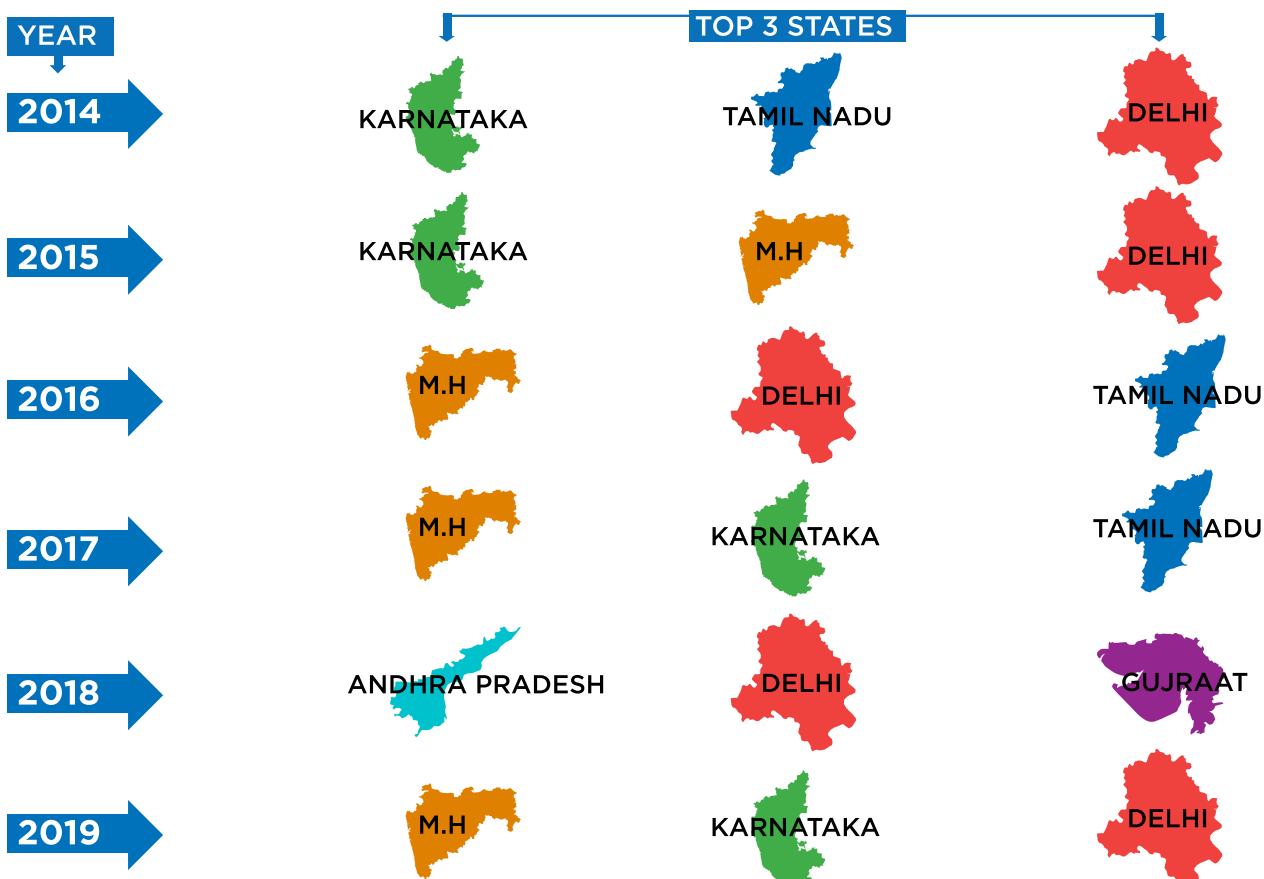 YEAR
TOP 3 STATES
2014
KARNATAKA
TAMIL NADU
DELHI
2015
KARNATAKA
M.H
DELHI
2016
M.H
DELHI
TAMIL NADU
2017
M.H
KARNATAKA
TAMIL NADU
2018
ANDHRA PRADESH
DELHI
GUJRAAT
2019
M.H
KARNATAKA
DELHI